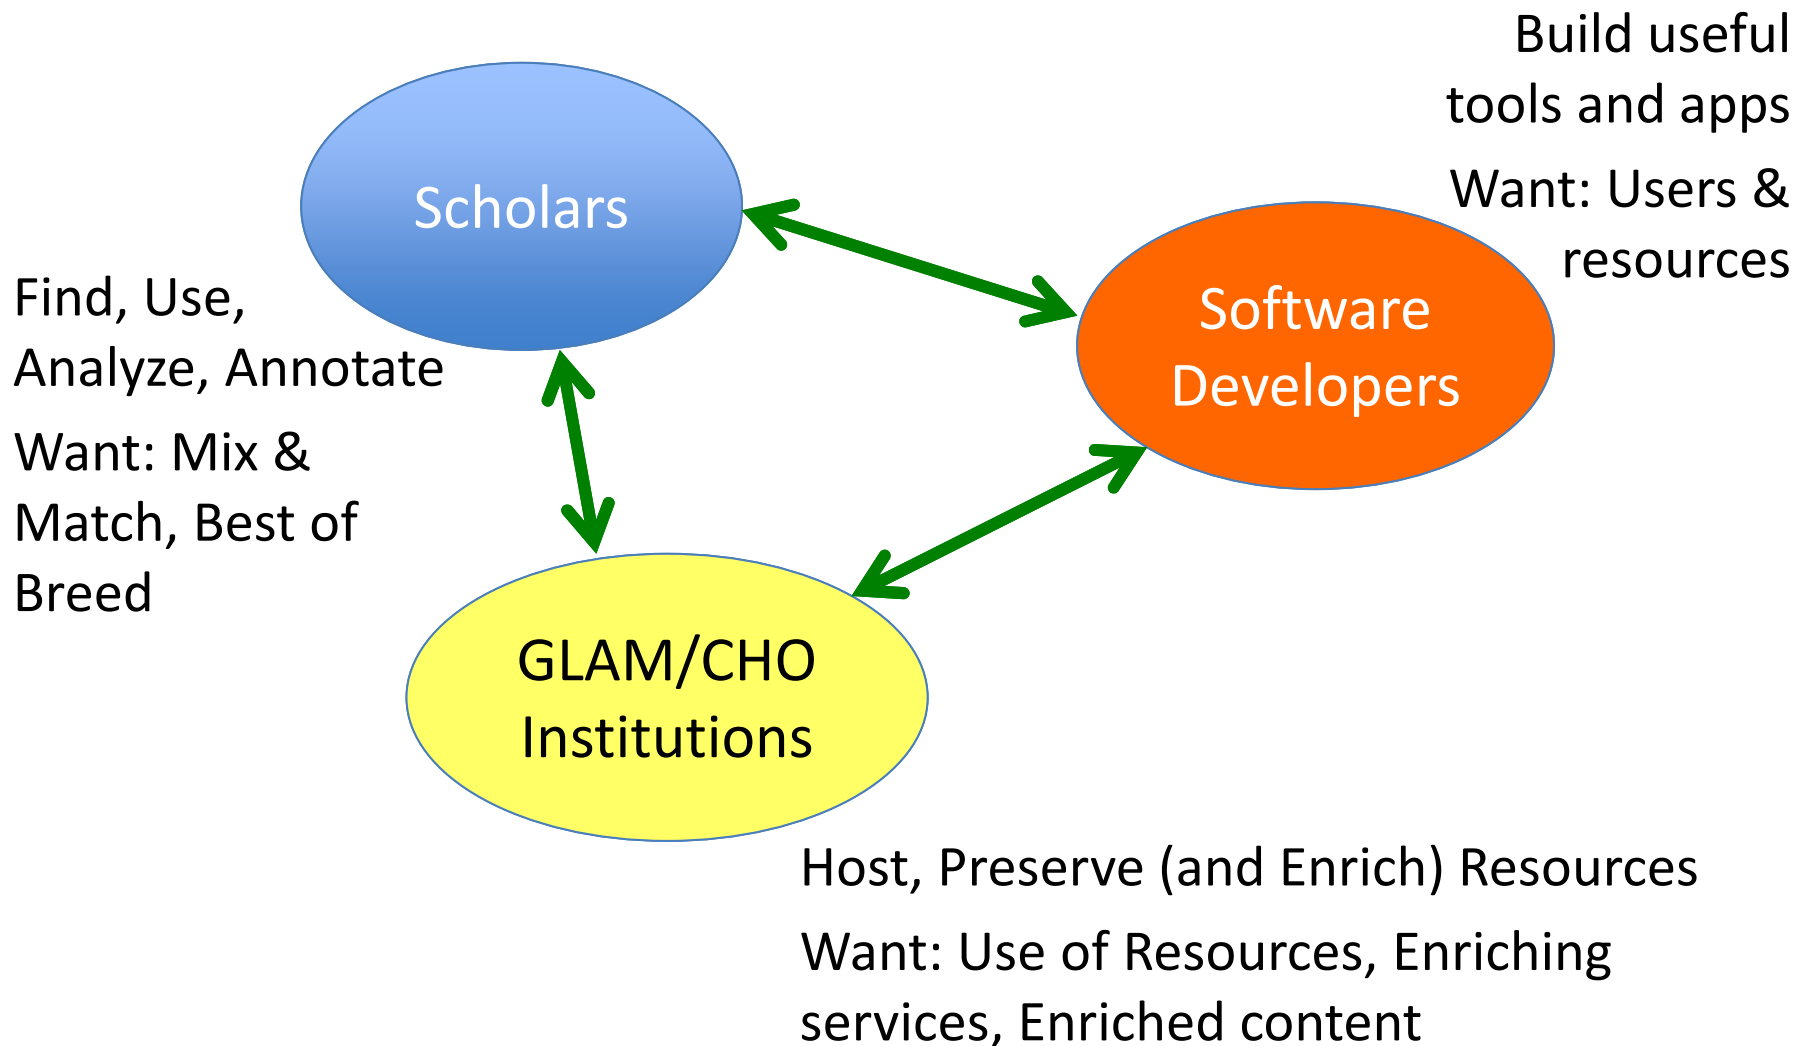 Build useful
tools and apps
Want: Users &
resources
Scholars
Software
Developers
Find, Use,
Analyze, Annotate
Want: Mix &
Match, Best of
Breed
GLAM/CHO
Institutions
Host, Preserve (and Enrich) Resources
Want: Use of Resources, Enriching
services, Enriched content